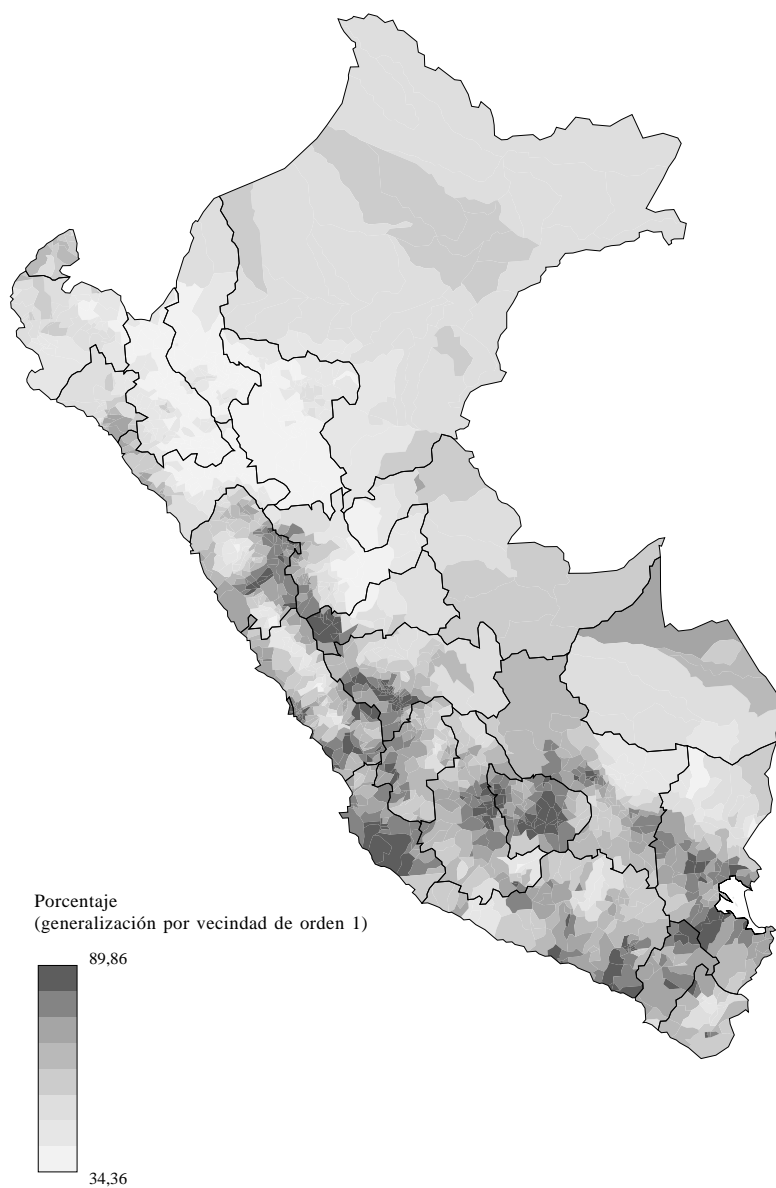 Porcentaje
(generalización por vecindad de orden 1)
89,86
34,36